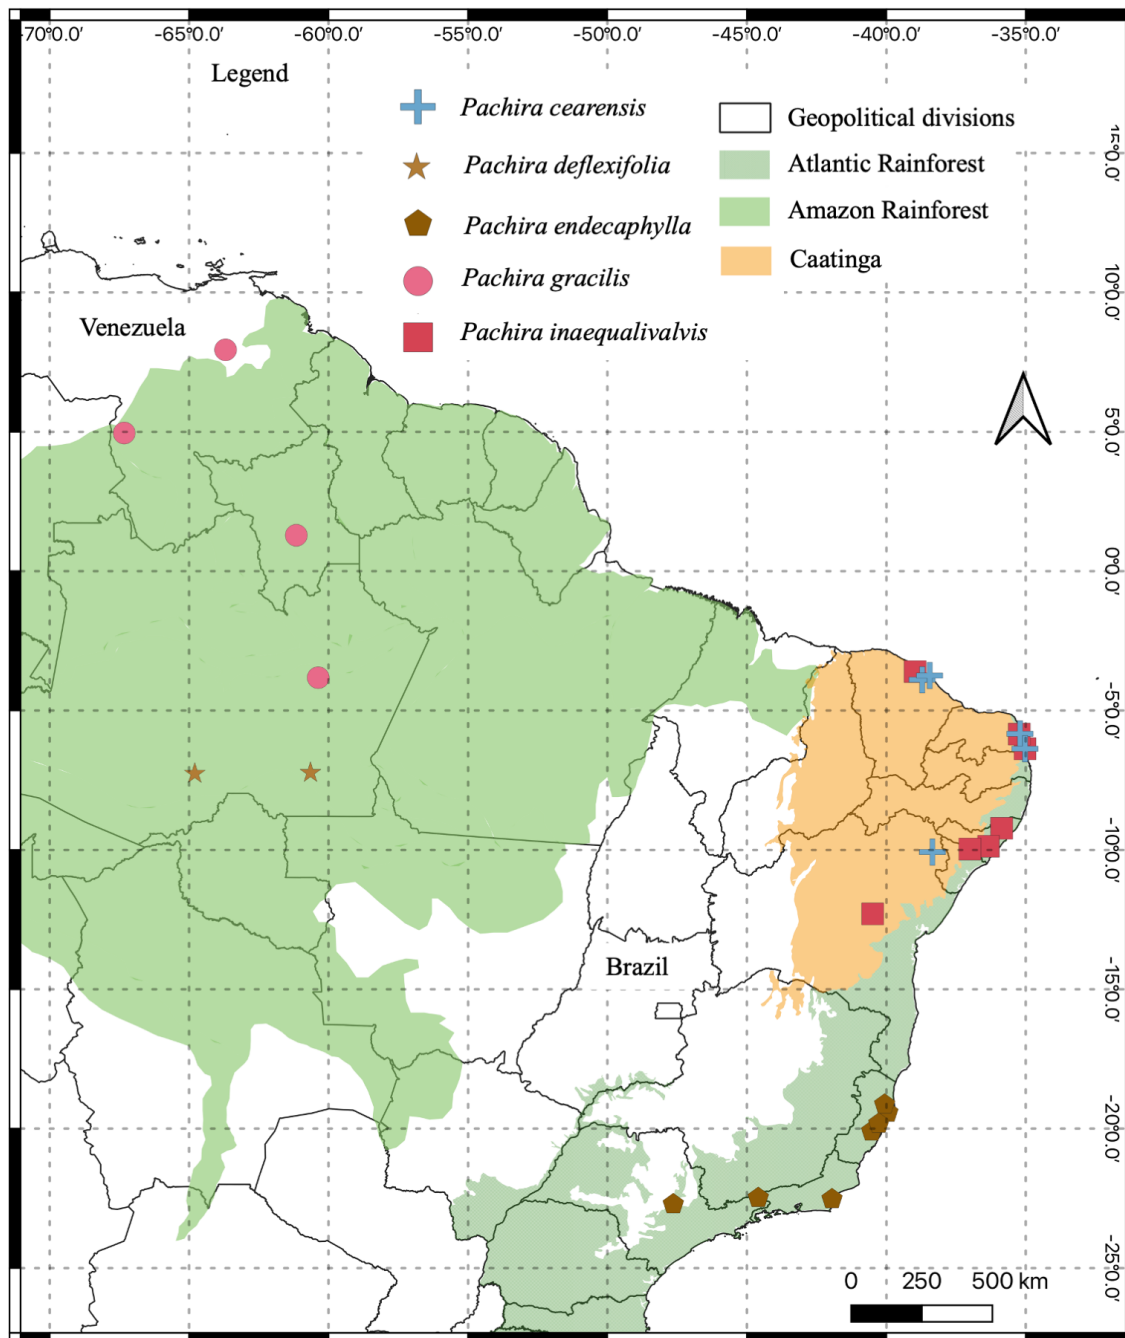 -70°0.0′ -65°0.0′ -60°0.0′ -55°0.0′ -50°0.0′ -45°0.0′ -40°0.0′ -35°0.0′
Legend
Pachira cearensis
Pachira deflexifolia
Pachira endecaphylla
Pachira gracilis
Pachira inaequalivalvis
Geopolitical divisions
Atlantic Rainforest
Amazon Rainforest
Caatinga
15°0.0′
10°0.0′
5°0.0′
0°0.0′
-5°0.0′
-10°0.0′
-15°0.0′
-20°0.0′
-25°0.0′
Venezuela
Brazil
0 250 500 km